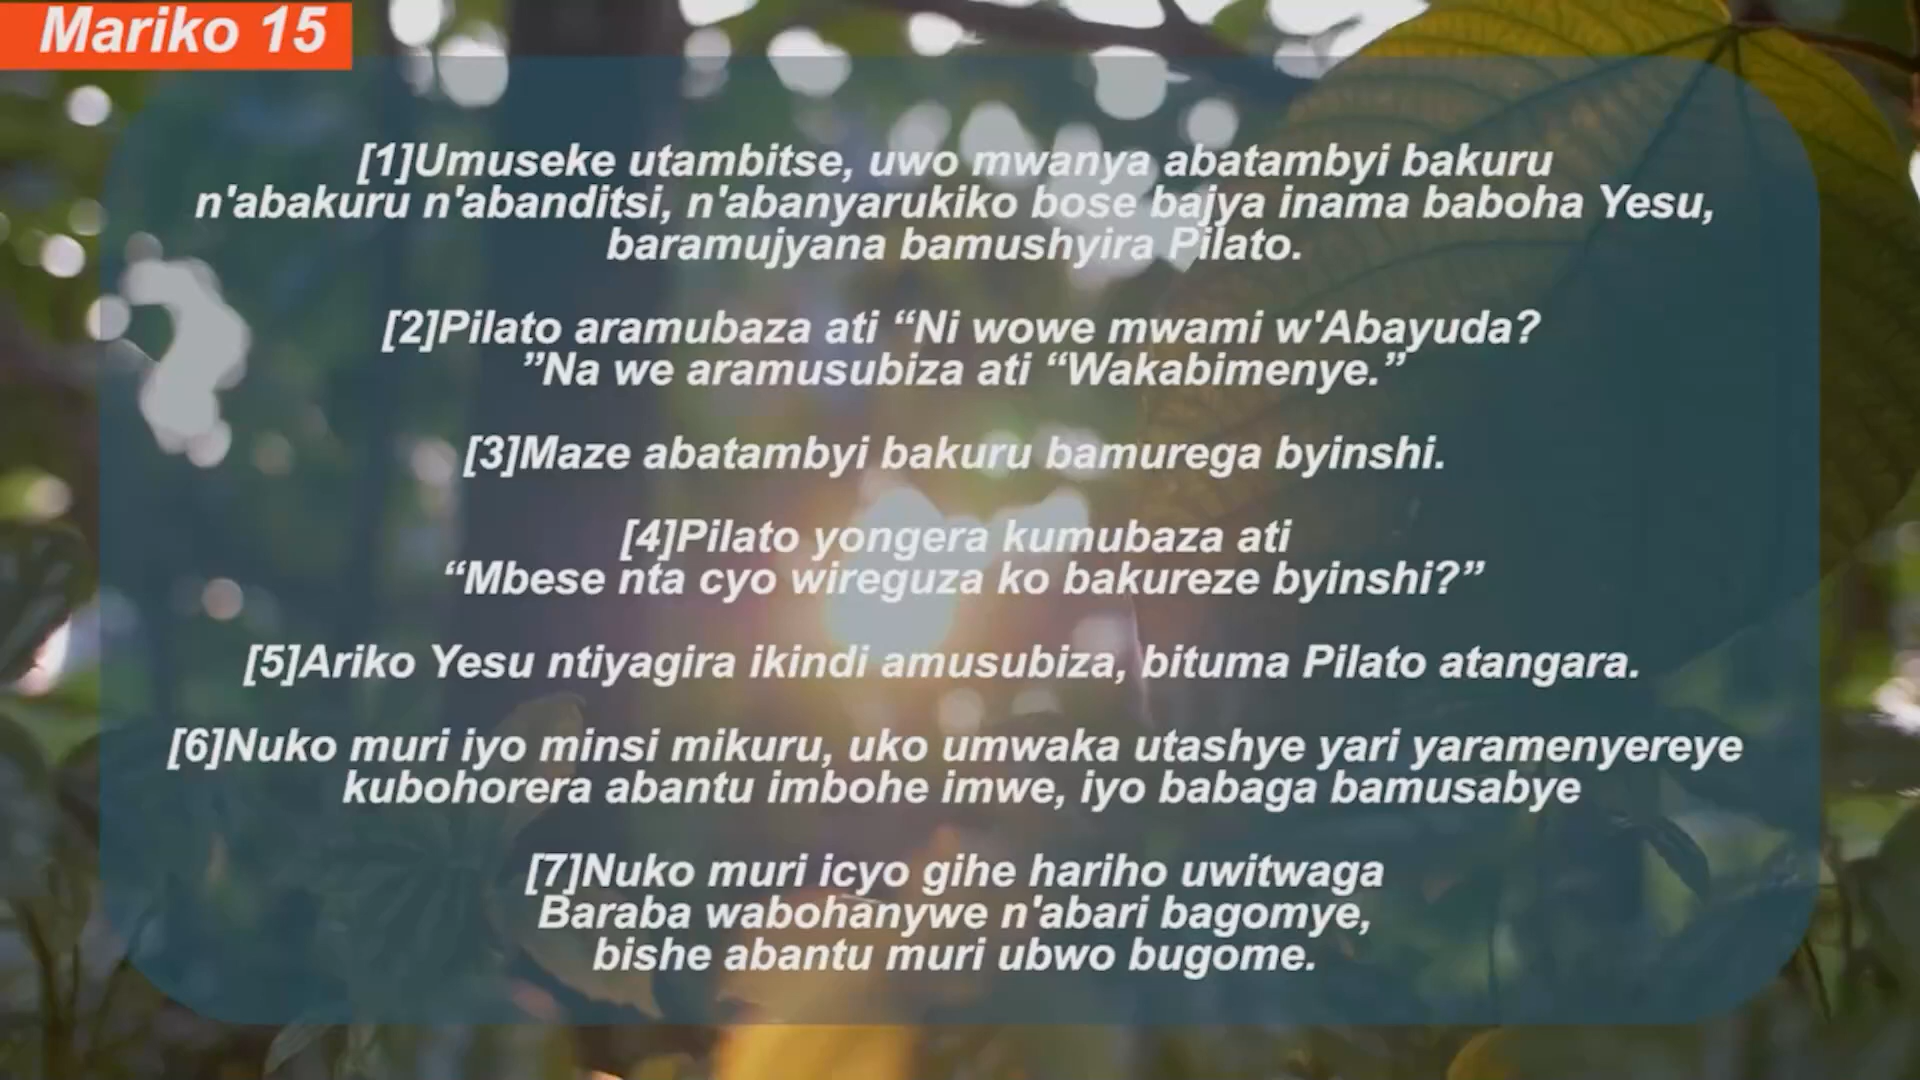 Mariko 15
[1]Umuseke utambitse, uwo mwanya abatambyi bakuru
n'abakuru n'abanditsi, n'abanyarukiko bose bajya inama baboha Yesu,
baramujyana bamushyira Pilato.
[2]Pilato aramubaza ati “Ni wowe mwami w'Abayuda?
”Na we aramusubiza ati “Wakabimenye.”
[3]Maze abatambyi bakuru bamurega byinshi.
[4]Pilato yongera kumubaza ati
“Mbese nta cyo wireguza ko bakureze byinshi?”
[5]Ariko Yesu ntiyagira ikindi amusubiza, bituma Pilato atangara.
[6]Nuko muri iyo minsi mikuru, uko umwaka utashye yari yaramenyereye
kubohorera abantu imbohe imwe, iyo babaga bamusabye
[7]Nuko muri icyo gihe hariho uwitwaga
Baraba wabohanywe n'abari bagomye,
bishe abantu muri ubwo bugome.